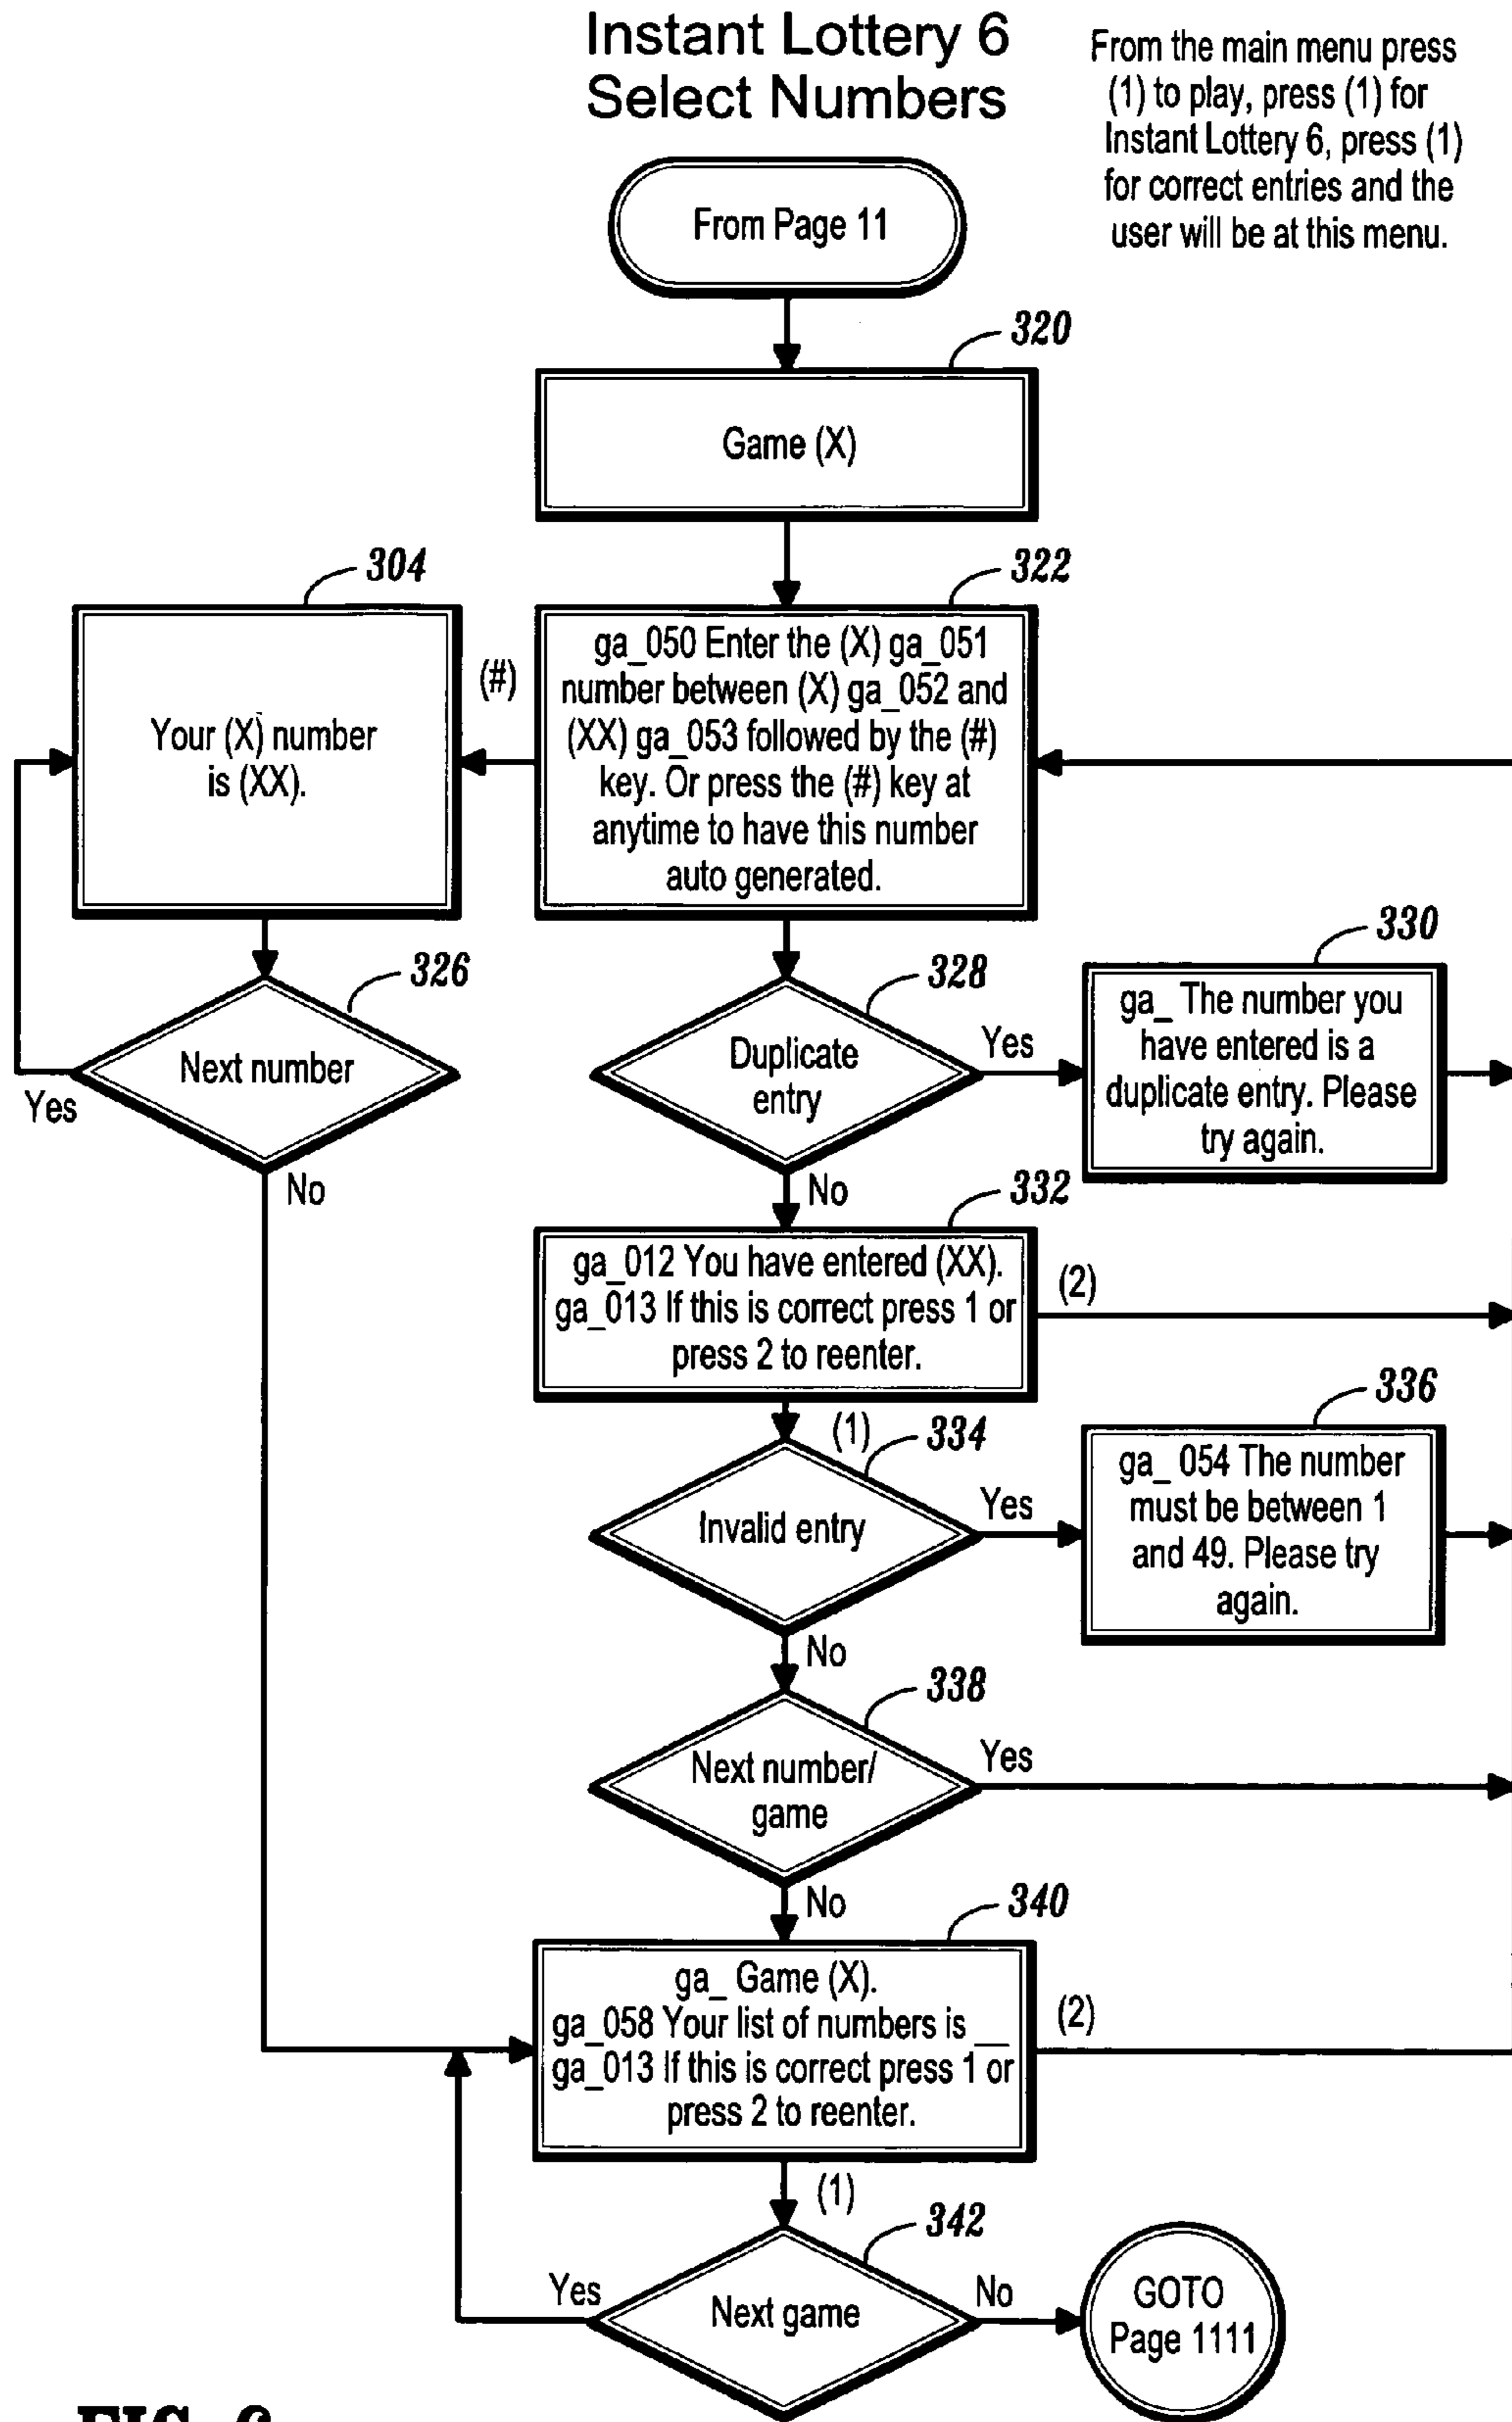 Instant Lottery 6
Select Numbers
From the main menu press
(1) to play, press (1) for
Instant Lottery 6, press (1)
for correct entries and the
user will be at this menu.
From Page 11
320
Game (X)
304
Your (X) number
is (XX).
(#)
322
ga_050 Enter the (X) ga_051
number between (X) ga_052 and
(XX) ga_053 followed by the (#)
key. Or press the (#) key at
anytime to have this number
auto generated.
326
Next number
Yes
No
328
Duplicate
entry
Yes
No
330
ga_ The number you
have entered is a
duplicate entry. Please
try again.
332
ga_012 You have entered (XX).
ga_013 If this is correct press 1 or
press 2 to reenter.
(2)
(1)
334
Invalid entry
Yes
No
336
ga_ 054 The number
must be between 1
and 49. Please try
again.
338
Next number/
game
Yes
No
340
ga_ Game (X).
ga_058 Your list of numbers is __
ga_013 If this is correct press 1 or
press 2 to reenter.
(2)
(1)
342
Next game
Yes
No
GOTO
Page 1111
FIG. 6